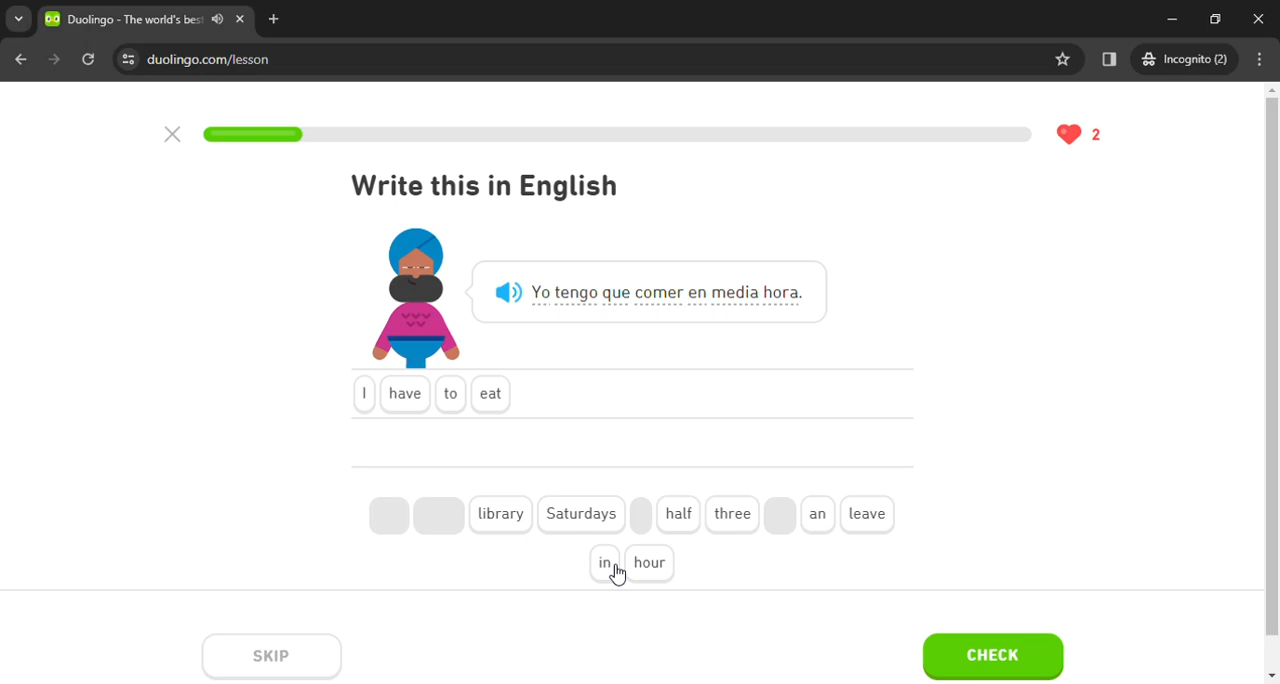 Duolingo - The world's bes
duolingo.com/lesson
Incognito (2)
2
Write this in English
Yo tengo que comer en media hora.
I have to eat
library Saturdays half three an leave
in hour
SKIP
CHECK